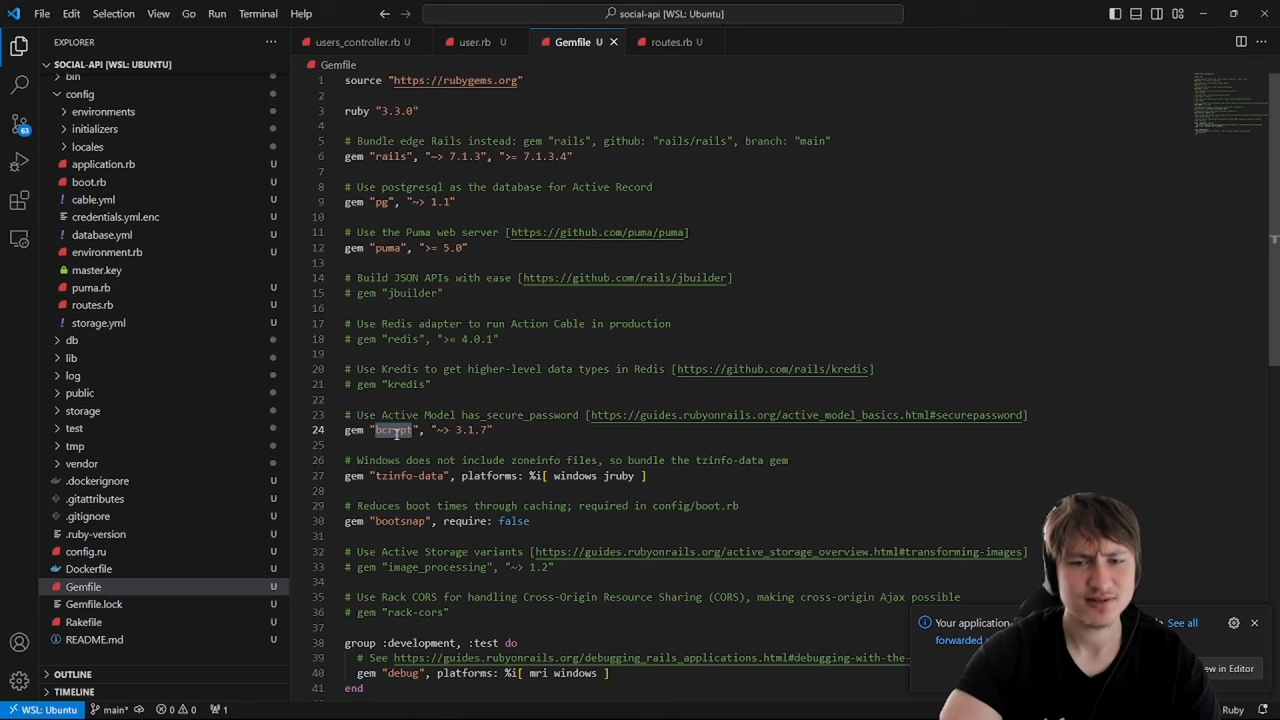 File Edit Selection View Go Run Terminal Help
social-api [WSL: Ubuntu]
EXPLORER
SOCIAL-API [WSL: UBUNTU]
bin
config
environments
initializers
locales
application.rb U
boot.rb U
cable.yml U
credentials.yml.enc U
database.yml U
environment.rb U
master.key U
puma.rb U
routes.rb U
storage.yml U
db
lib
log
public
storage
test
tmp
vendor
.dockerignore U
.gitattributes U
.gitignore U
.ruby-version U
config.ru U
Dockerfile U
Gemfile U
Gemfile.lock U
Rakefile U
README.md U
OUTLINE
TIMELINE
63
users_controller.rb U user.rb U Gemfile U routes.rb U
Gemfile
1 source "https://rubygems.org"
2
3 ruby "3.3.0"
4
5 # Bundle edge Rails instead: gem "rails", github: "rails/rails", branch: "main"
6 gem "rails", "~> 7.1.3", ">= 7.1.3.4"
7
8 # Use postgresql as the database for Active Record
9 gem "pg", "~> 1.1"
10
11 # Use the Puma web server [https://github.com/puma/puma]
12 gem "puma", ">= 5.0"
13
14 # Build JSON APIs with ease [https://github.com/rails/jbuilder]
15 # gem "jbuilder"
16
17 # Use Redis adapter to run Action Cable in production
18 # gem "redis", ">= 4.0.1"
19
20 # Use Kredis to get higher-level data types in Redis [https://github.com/rails/kredis]
21 # gem "kredis"
22
23 # Use Active Model has_secure_password [https://guides.rubyonrails.org/active_model_basics.html#securepassword]
24 gem "bcrypt", "~> 3.1.7"
25
26 # Windows does not include zoneinfo files, so bundle the tzinfo-data gem
27 gem "tzinfo-data", platforms: %i[ windows jruby ]
28
29 # Reduces boot times through caching; required in config/boot.rb
30 gem "bootsnap", require: false
31
32 # Use Active Storage variants [https://guides.rubyonrails.org/active_storage_overview.html#transforming-images]
33 # gem "image_processing", "~> 1.2"
34
35 # Use Rack CORS for handling Cross-Origin Resource Sharing (CORS), making cross-origin Ajax possible
36 # gem "rack-cors"
37
38 group :development, :test do
39 # See https://guides.rubyonrails.org/debugging_rails_applications.html#debugging-with-the-
40 gem "debug", platforms: %i[ mri windows ]
41 end
Your application See all
forwarded
w in Editor
WSL: Ubuntu main* 0 0 1 Ruby